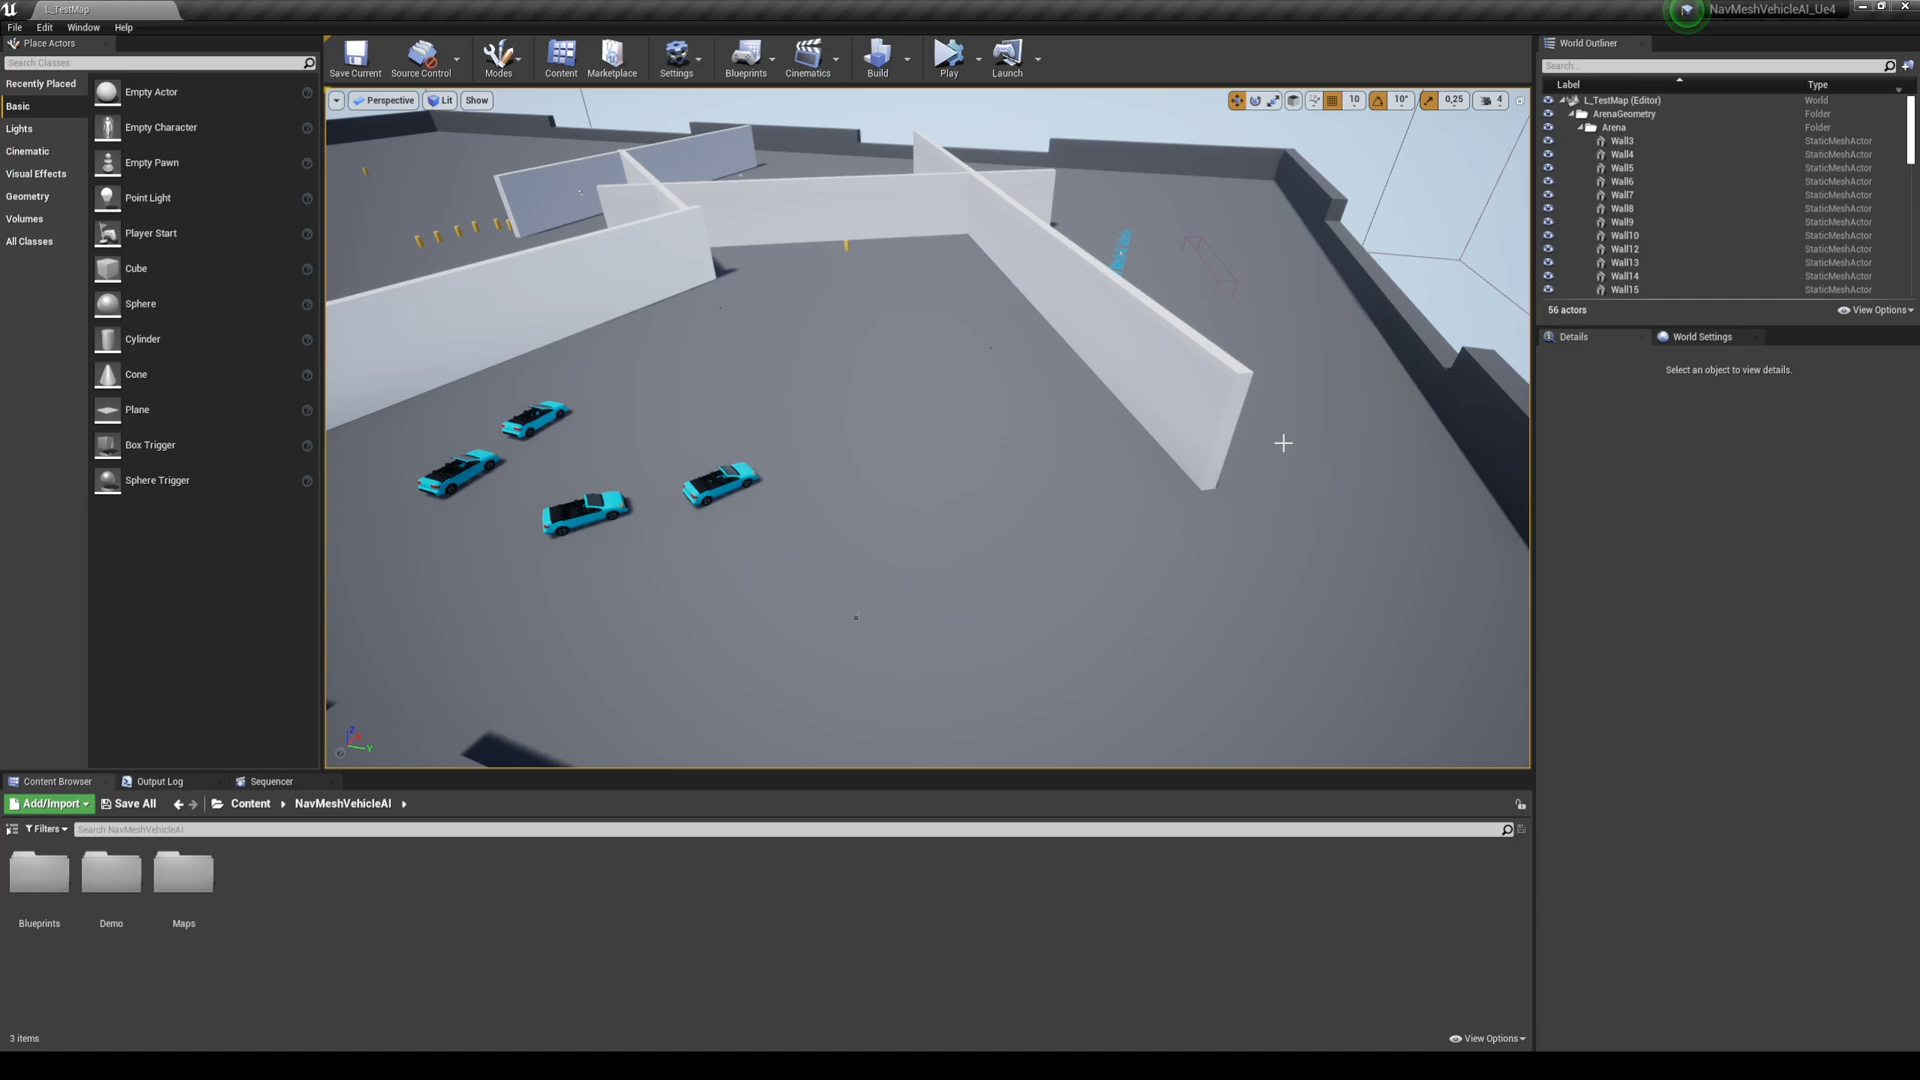 L_TestMap
NavMeshVehicleAI_Ue4
File Edit Window Help
Place Actors
Search Classes
Recently Placed
Basic
Lights
Cinematic
Visual Effects
Geometry
Volumes
All Classes
Empty Actor
Empty Character
Empty Pawn
Point Light
Player Start
Cube
Sphere
Cylinder
Cone
Plane
Box Trigger
Sphere Trigger
Save Current Source Control Modes Content Marketplace Settings Blueprints Cinematics Build Play Launch
Perspective Lit Show
10 10° 0,25 4
Z
X
Y
World Outliner
Search...
Label Type
L_TestMap (Editor) World
ArenaGeometry Folder
Arena Folder
Wall3 StaticMeshActor
Wall4 StaticMeshActor
Wall5 StaticMeshActor
Wall6 StaticMeshActor
Wall7 StaticMeshActor
Wall8 StaticMeshActor
Wall9 StaticMeshActor
Wall10 StaticMeshActor
Wall12 StaticMeshActor
Wall13 StaticMeshActor
Wall14 StaticMeshActor
Wall15 StaticMeshActor
56 actors View Options
Details World Settings
Select an object to view details.
Content Browser Output Log Sequencer
Add/Import Save All Content NavMeshVehicleAI
Filters Search NavMeshVehicleAI
Blueprints Demo Maps
3 items View Options